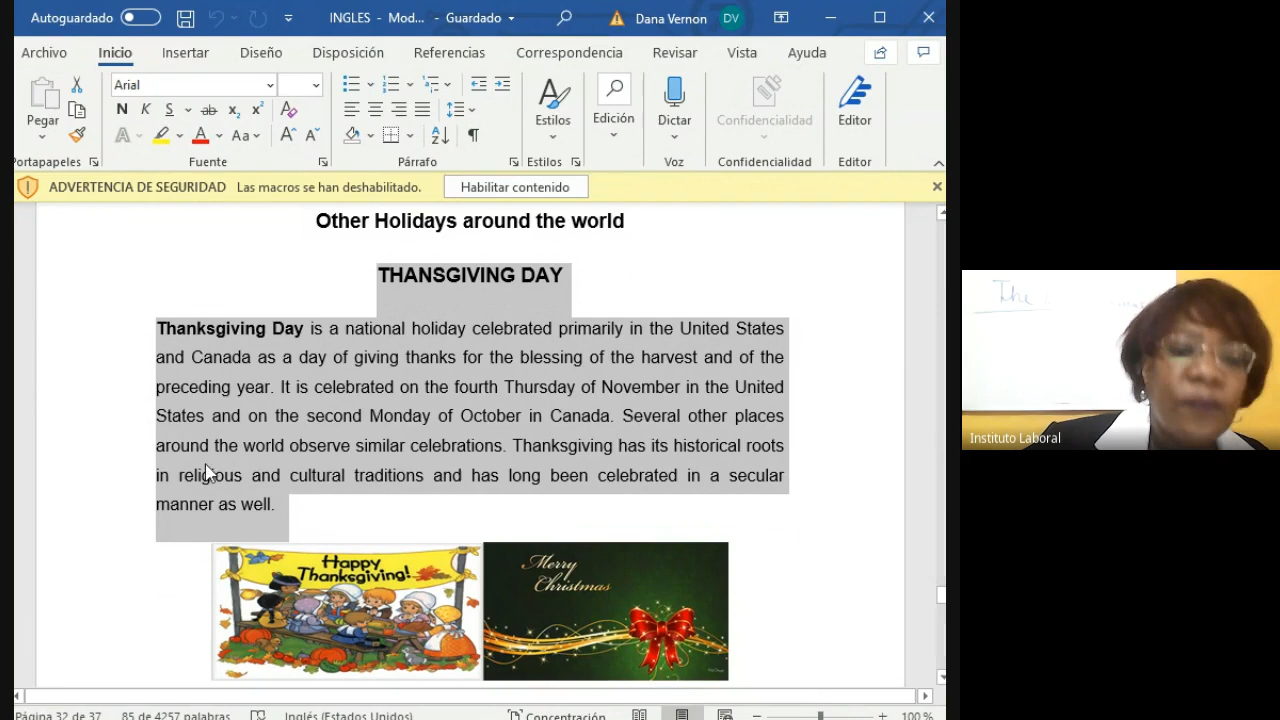 Autoguardado
INGLES - Mod... - Guardado
Dana Vernon
DV
Archivo Inicio Insertar Diseño Disposición Referencias Correspondencia Revisar Vista Ayuda
Arial
Pegar
N K S ab x₂ x²
A A Aa A A
Estilos
Edición
Dictar
Confidencialidad
Editor
Portapapeles Fuente Párrafo Estilos Voz Confidencialidad Editor
ADVERTENCIA DE SEGURIDAD Las macros se han deshabilitado. Habilitar contenido
Other Holidays around the world
THANSGIVING DAY
Thanksgiving Day is a national holiday celebrated primarily in the United States
and Canada as a day of giving thanks for the blessing of the harvest and of the
preceding year. It is celebrated on the fourth Thursday of November in the United
States and on the second Monday of October in Canada. Several other places
around the world observe similar celebrations. Thanksgiving has its historical roots
in religious and cultural traditions and has long been celebrated in a secular
manner as well.
Happy
Thanksgiving!
Merry
Christmas
Página 32 de 37 85 de 4257 palabras Inglés (Estados Unidos) Concentración 100 %
The
Instituto Laboral